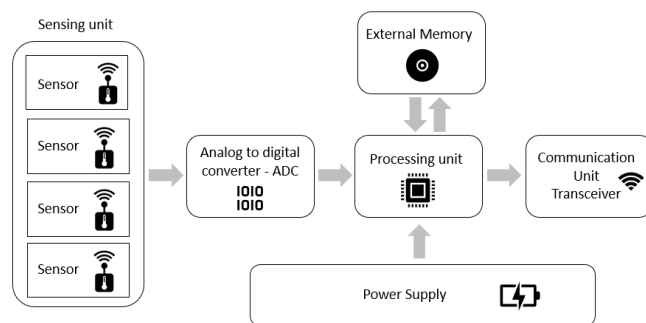 Sensing unit
Sensor
Sensor
Sensor
Sensor
Analog to digital
converter - ADC
1010
1010
External Memory
Processing unit
Communication
Unit
Transceiver
Power Supply